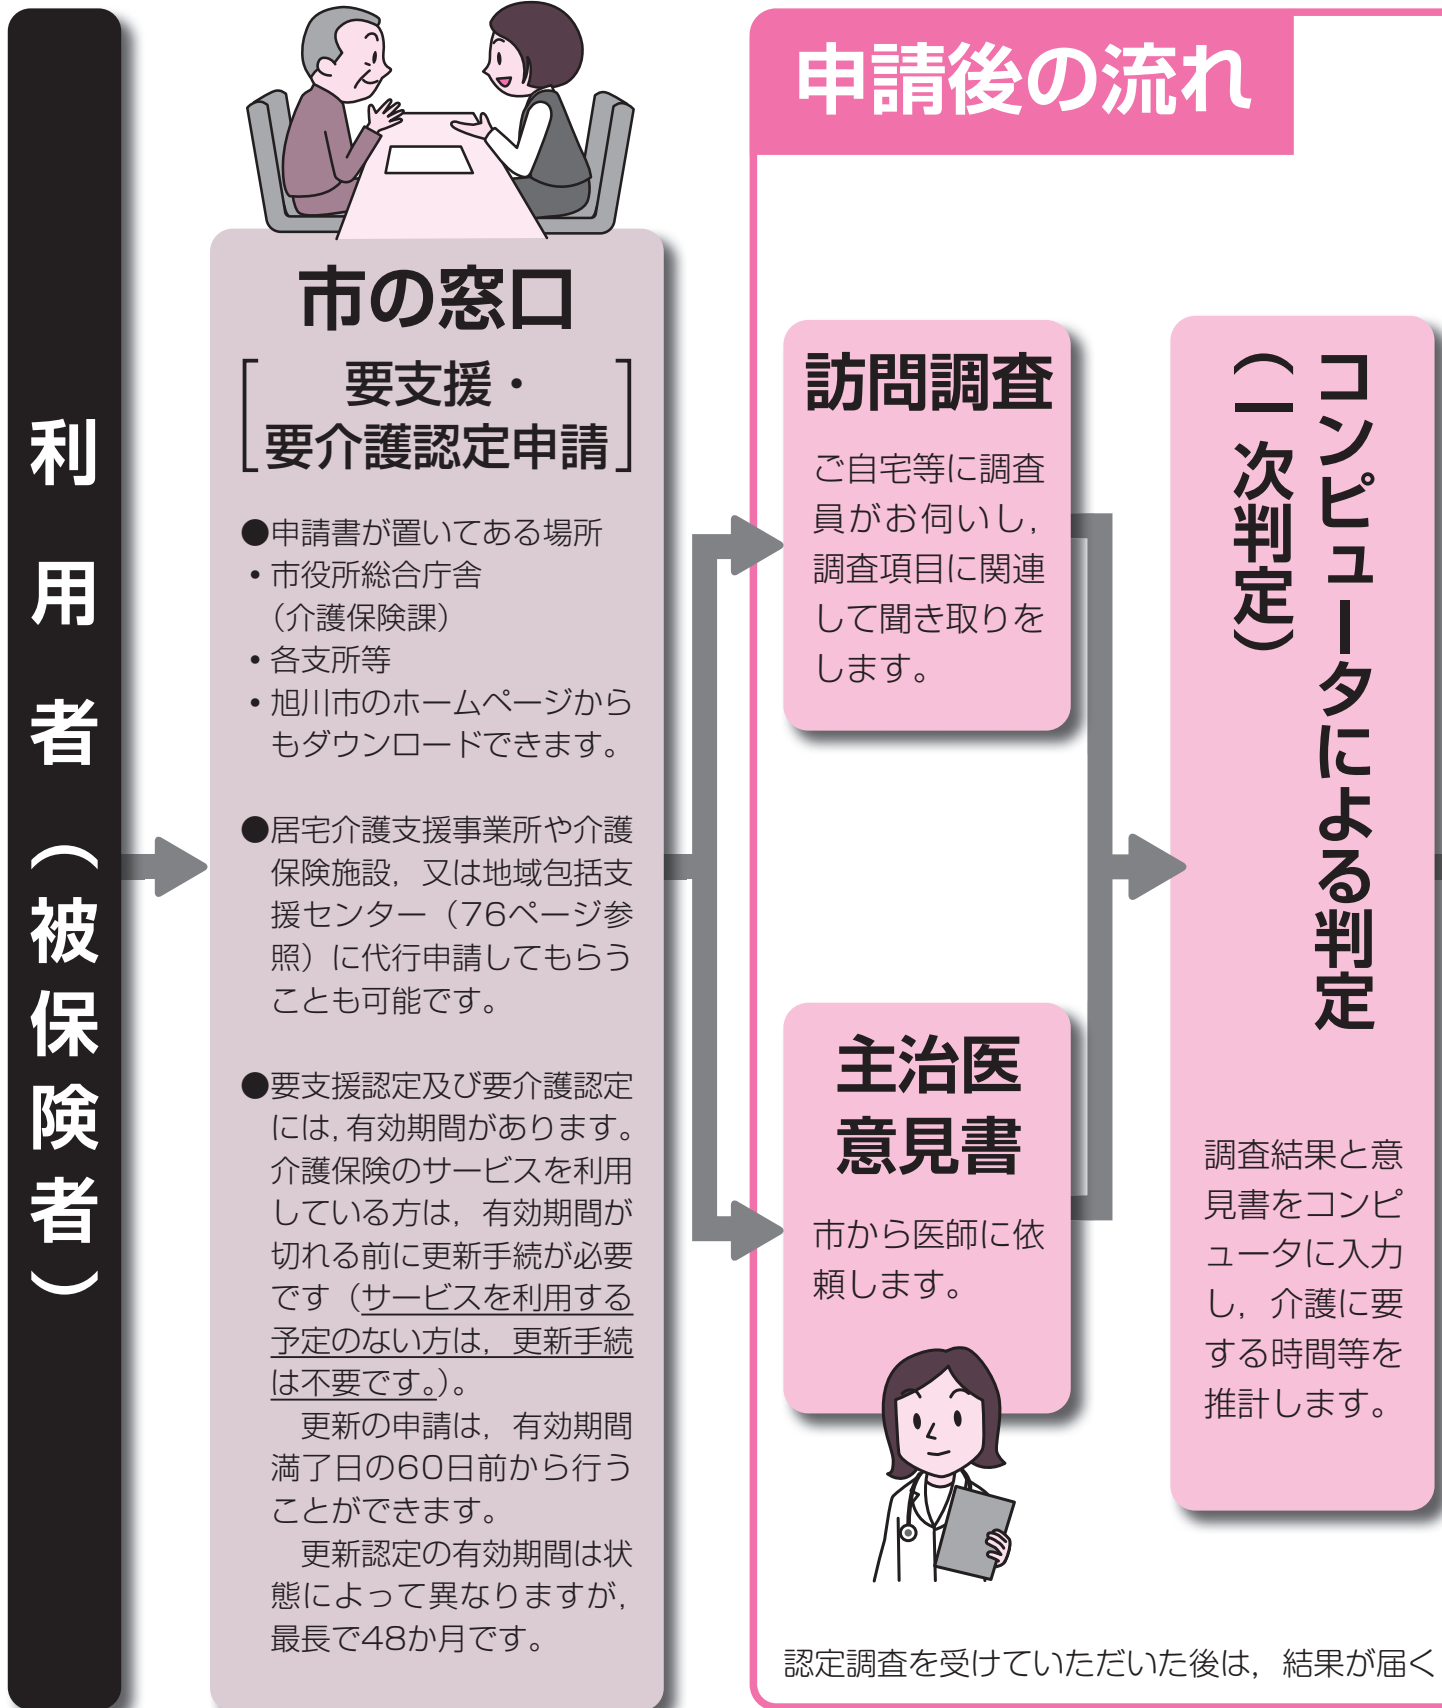 利用者（被保険者）
市の窓口
要支援・
要介護認定申請
●申請書が置いてある場所
・市役所総合庁舎
（介護保険課）
・各支所等
・旭川市のホームページから
もダウンロードできます。
●居宅介護支援事業所や介護
保険施設，又は地域包括支
援センター（76ページ参
照）に代行申請してもらう
ことも可能です。
●要支援認定及び要介護認定
には，有効期間があります。
介護保険のサービスを利用
している方は，有効期間が
切れる前に更新手続が必要
です（サービスを利用する
予定のない方は，更新手続
は不要です。）。
　更新の申請は，有効期間
満了日の60日前から行う
ことができます。
　更新認定の有効期間は状
態によって異なりますが，
最長で48か月です。
申請後の流れ
訪問調査
ご自宅等に調査
員がお伺いし，
調査項目に関連
して聞き取りを
します。
主治医
意見書
市から医師に依
頼します。
コンピュータによる判定
（一次判定）
調査結果と意
見書をコンピ
ュータに入力
し，介護に要
する時間等を
推計します。
認定調査を受けていただいた後は，結果が届く